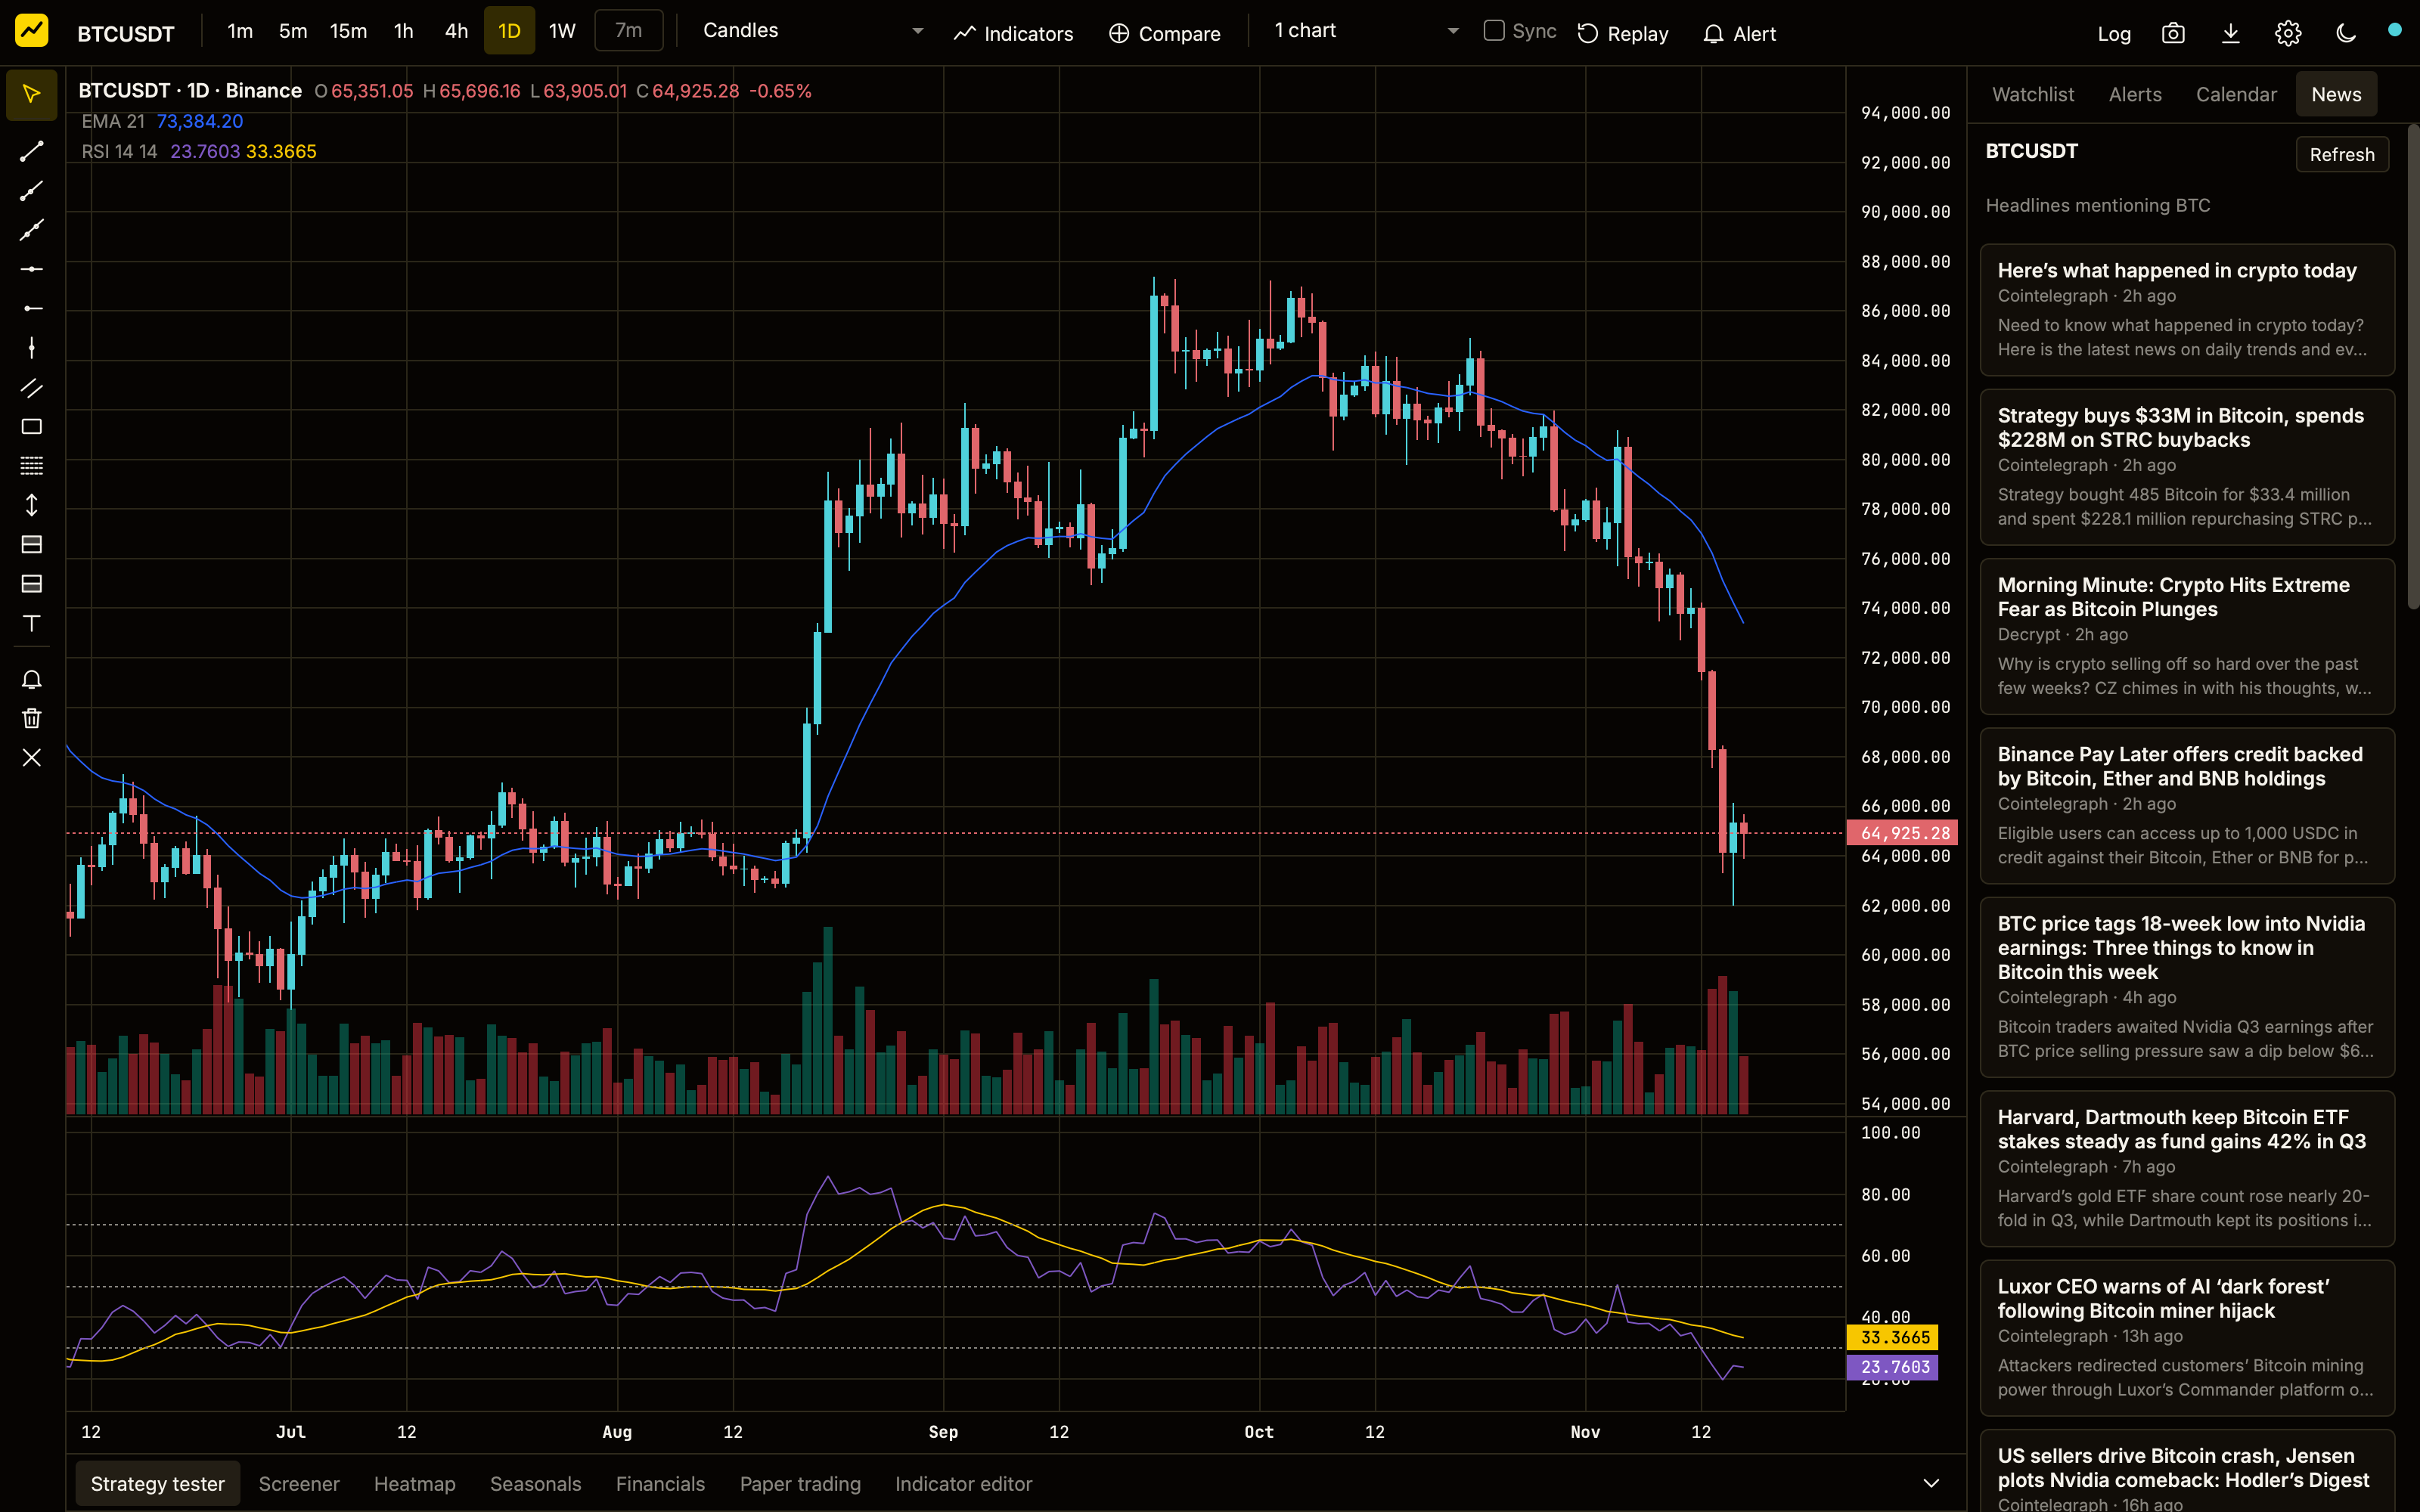 BTCUSDT 1m 5m 15m 1h 4h 1D 1W 7m Candles Indicators Compare 1 chart Sync Replay Alert Log
BTCUSDT · 1D · Binance O 65,351.05 H 65,696.16 L 63,905.01 C 64,925.28 -0.65%
EMA 21 73,384.20
RSI 14 14 23.7603 33.3665
94,000.00
92,000.00
90,000.00
88,000.00
86,000.00
84,000.00
82,000.00
80,000.00
78,000.00
76,000.00
74,000.00
72,000.00
70,000.00
68,000.00
66,000.00
64,925.28
64,000.00
62,000.00
60,000.00
58,000.00
56,000.00
54,000.00
100.00
80.00
60.00
40.00
33.3665
23.7603
20.00
12 Jul 12 Aug 12 Sep 12 Oct 12 Nov 12
Strategy tester Screener Heatmap Seasonals Financials Paper trading Indicator editor
Watchlist Alerts Calendar News
BTCUSDT
Refresh
Headlines mentioning BTC
Here’s what happened in crypto today
Cointelegraph · 2h ago
Need to know what happened in crypto today?
Here is the latest news on daily trends and ev...
Strategy buys $33M in Bitcoin, spends
$228M on STRC buybacks
Cointelegraph · 2h ago
Strategy bought 485 Bitcoin for $33.4 million
and spent $228.1 million repurchasing STRC p...
Morning Minute: Crypto Hits Extreme
Fear as Bitcoin Plunges
Decrypt · 2h ago
Why is crypto selling off so hard over the past
few weeks? CZ chimes in with his thoughts, w...
Binance Pay Later offers credit backed
by Bitcoin, Ether and BNB holdings
Cointelegraph · 2h ago
Eligible users can access up to 1,000 USDC in
credit against their Bitcoin, Ether or BNB for p...
BTC price tags 18-week low into Nvidia
earnings: Three things to know in
Bitcoin this week
Cointelegraph · 4h ago
Bitcoin traders awaited Nvidia Q3 earnings after
BTC price selling pressure saw a dip below $6...
Harvard, Dartmouth keep Bitcoin ETF
stakes steady as fund gains 42% in Q3
Cointelegraph · 7h ago
Harvard’s gold ETF share count rose nearly 20-
fold in Q3, while Dartmouth kept its positions i...
Luxor CEO warns of AI ‘dark forest’
following Bitcoin miner hijack
Cointelegraph · 13h ago
Attackers redirected customers’ Bitcoin mining
power through Luxor’s Commander platform o...
US sellers drive Bitcoin crash, Jensen
plots Nvidia comeback: Hodler’s Digest
Cointelegraph · 16h ago